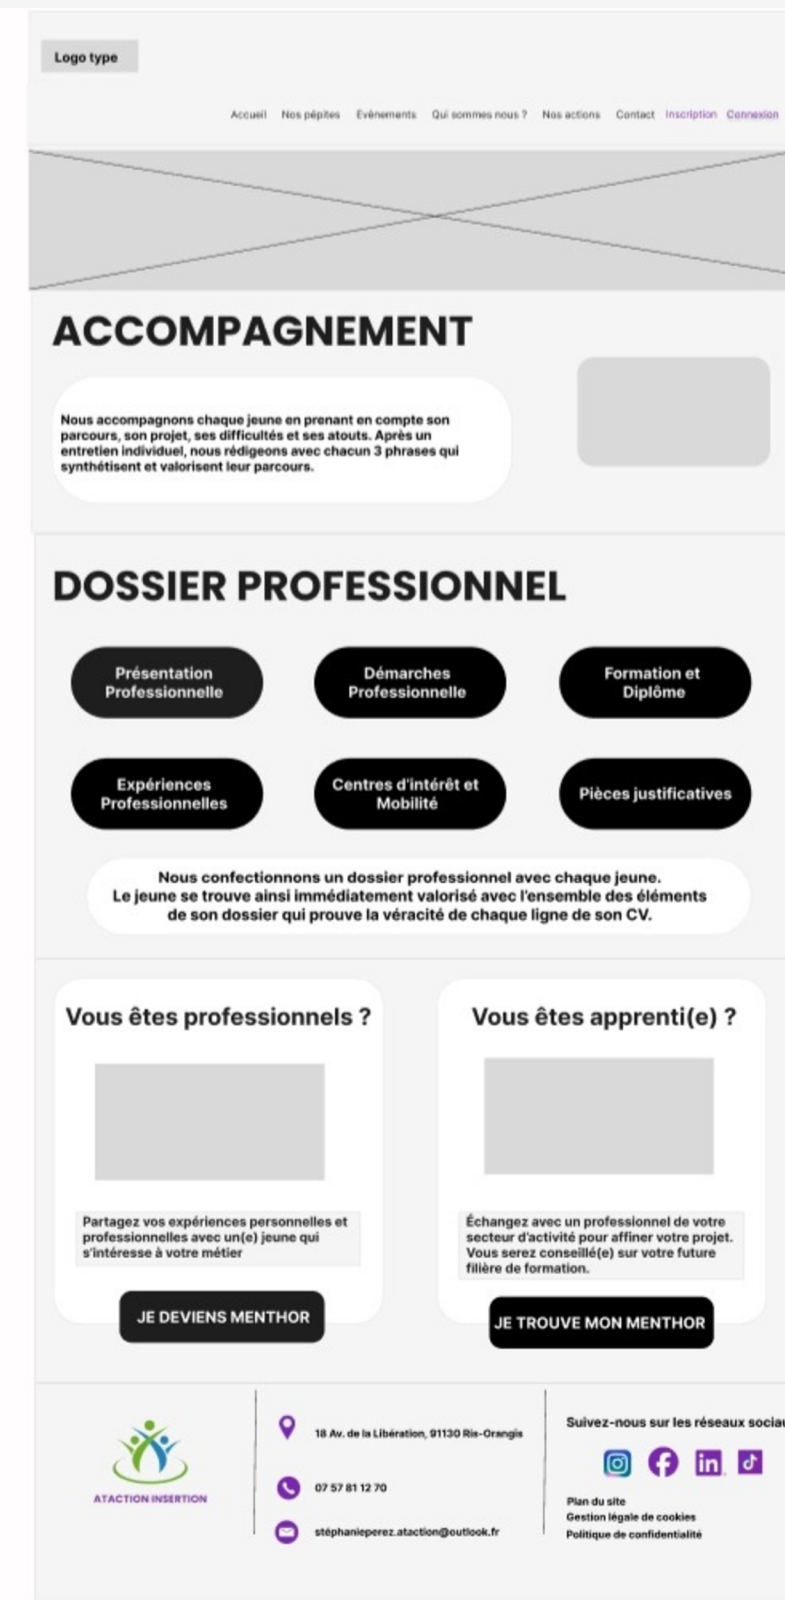 Logo type
Accueil Nos pépites Evènements Qui sommes nous ? Nos actions Contact Inscription Connexion
ACCOMPAGNEMENT
Nous accompagnons chaque jeune en prenant en compte son
parcours, son projet, ses difficultés et ses atouts. Après un
entretien individuel, nous rédigeons avec chacun 3 phrases qui
synthétisent et valorisent leur parcours.
DOSSIER PROFESSIONNEL
Présentation
Professionnelle
Démarches
Professionnelle
Formation et
Diplôme
Expériences
Professionnelles
Centres d'intérêt et
Mobilité
Pièces justificatives
Nous confectionnons un dossier professionnel avec chaque jeune.
Le jeune se trouve ainsi immédiatement valorisé avec l'ensemble des éléments
de son dossier qui prouve la véracité de chaque ligne de son CV.
Vous êtes professionnels ?
Partagez vos expériences personnelles et
professionnelles avec un(e) jeune qui
s'intéresse à votre métier
JE DEVIENS MENTHOR
Vous êtes apprenti(e) ?
Échangez avec un professionnel de votre
secteur d'activité pour affiner votre projet.
Vous serez conseillé(e) sur votre future
filière de formation.
JE TROUVE MON MENTHOR
ATACTION INSERTION
18 Av. de la Libération, 91130 Ris-Orangis
07 57 81 12 70
stéphanieperez.ataction@outlook.fr
Suivez-nous sur les réseaux sociau
in
Plan du site
Gestion légale de cookies
Politique de confidentialité